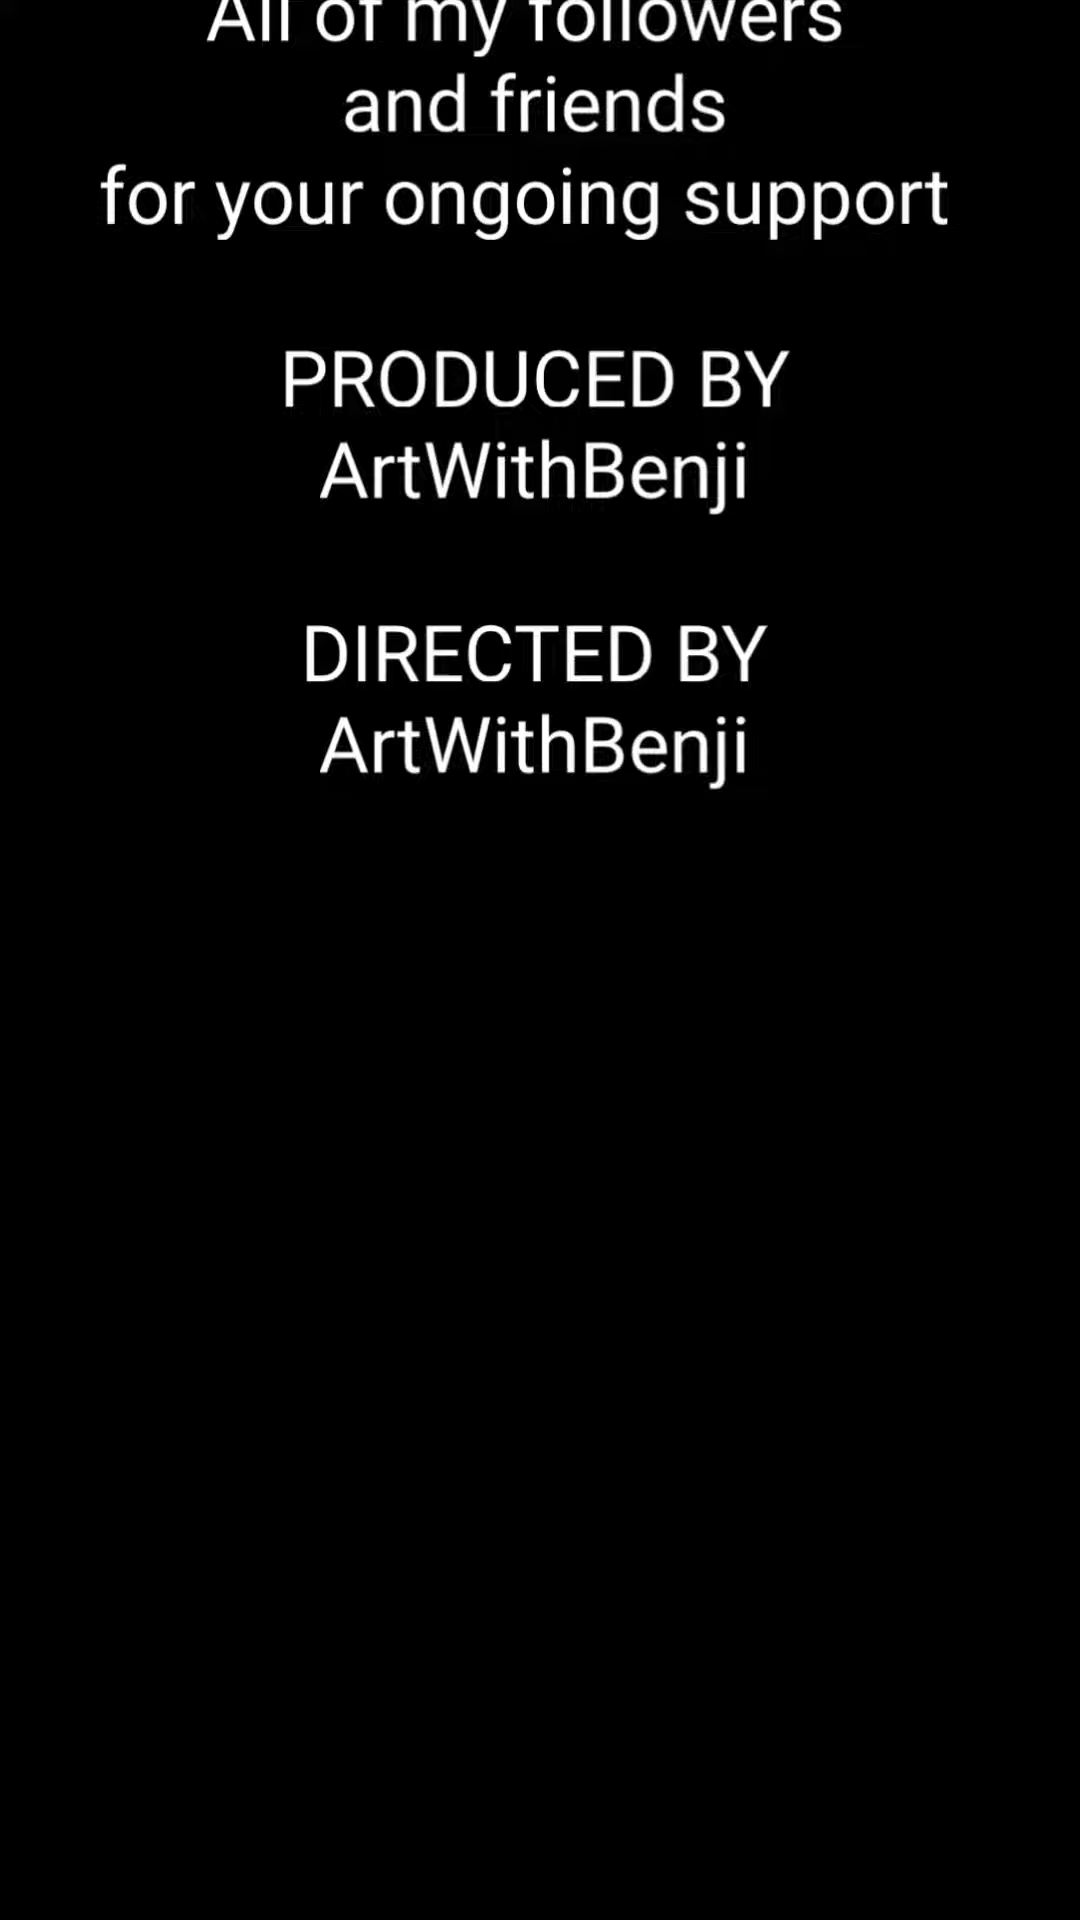 All of my followers
and friends
for your ongoing support
PRODUCED BY
ArtWithBenji
DIRECTED BY
ArtWithBenji